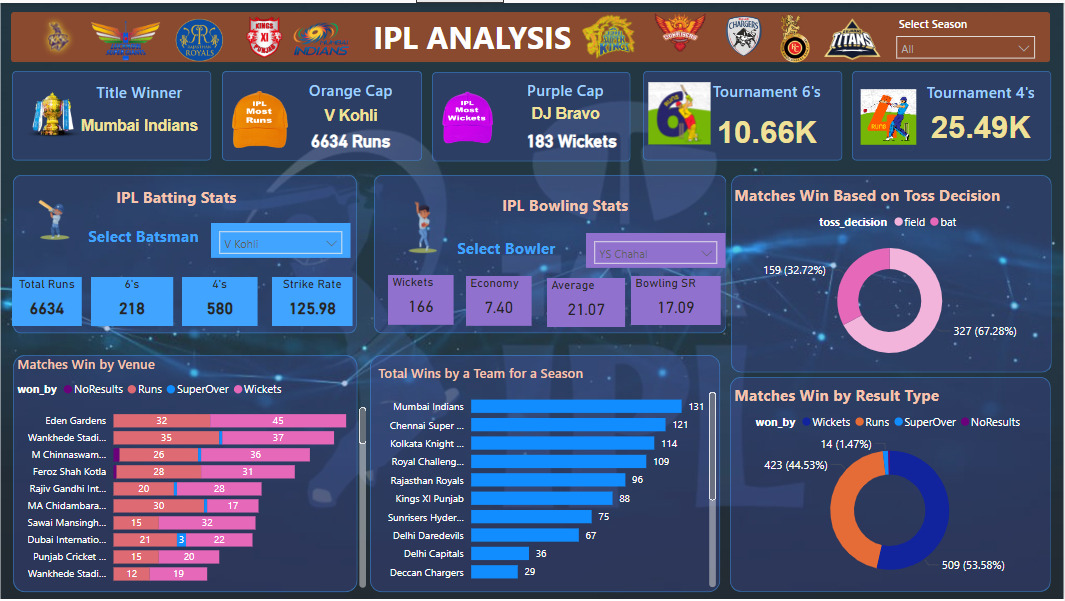 RAJASTHAN
ROYALS
KINGS
XI
PUNJAB
MUMBAI
INDIANS
IPL ANALYSIS
CHARGERS
TITANS
Select Season
All
Title Winner
Mumbai Indians
IPL
Most
Runs
Orange Cap
V Kohli
6634 Runs
IPL
Most
Wickets
Purple Cap
DJ Bravo
183 Wickets
Tournament 6's
10.66K
Tournament 4's
25.49K
IPL Batting Stats
Select Batsman
V Kohli
Total Runs
6634
6's
218
4's
580
Strike Rate
125.98
IPL Bowling Stats
Select Bowler
YS Chahal
Wickets
166
Economy
7.40
Average
21.07
Bowling SR
17.09
Matches Win Based on Toss Decision
toss_decision field bat
159 (32.72%)
327 (67.28%)
Matches Win by Venue
won_by NoResults Runs SuperOver Wickets
Eden Gardens 32 45
Wankhede Stadi... 35 37
M Chinnaswam... 26 36
Feroz Shah Kotla 28 31
Rajiv Gandhi Int... 20 28
MA Chidambara... 30 17
Sawai Mansingh... 15 32
Dubai Internatio... 21 3 22
Punjab Cricket ... 15 20
Wankhede Stadi... 12 19
Total Wins by a Team for a Season
Mumbai Indians 131
Chennai Super ... 121
Kolkata Knight ... 114
Royal Challeng... 109
Rajasthan Royals 96
Kings XI Punjab 88
Sunrisers Hyder... 75
Delhi Daredevils 67
Delhi Capitals 36
Deccan Chargers 29
Matches Win by Result Type
won_by Wickets Runs SuperOver NoResults
14 (1.47%)
423 (44.53%)
509 (53.58%)
IPL